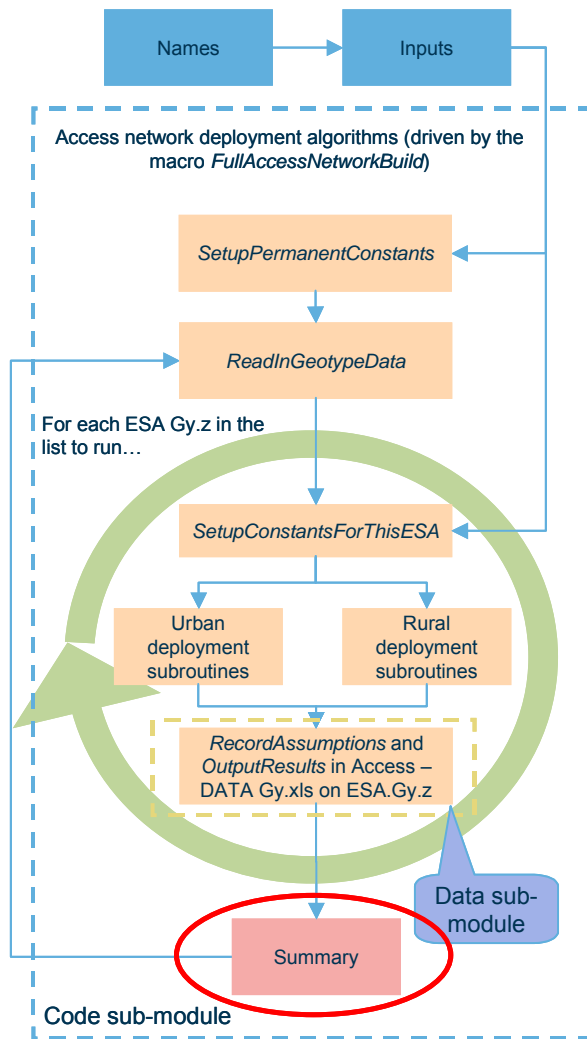 Names
Inputs
Access network deployment algorithms (driven by the
macro FullAccessNetworkBuild)
SetupPermanentConstants
ReadInGeotypeData
For each ESA Gy.z in the
list to run…
SetupConstantsForThisESA
Urban
deployment
subroutines
Rural
deployment
subroutines
RecordAssumptions and
OutputResults in Access –
DATA Gy.xls on ESA.Gy.z
Data sub-
module
Summary
Code sub-module